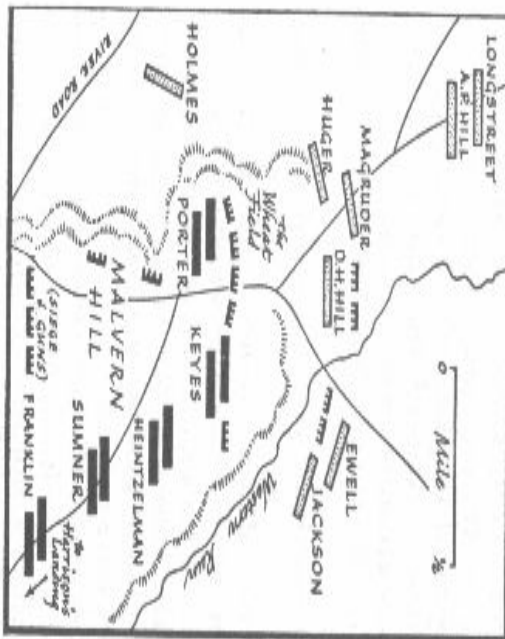 LONGSTREET
A.P. HILL
MAGRUDER
HUGER
HOLMES
RIVER ROAD
D.H. HILL
The
Wheat
Field
PORTER
KEYES
EWELL
JACKSON
Western Run
MALVERN
HILL
HEINTZELMAN
SUMNER
(SIEGE
& GUNS)
FRANKLIN
To
Harrison's
Landing
0 Mile ½